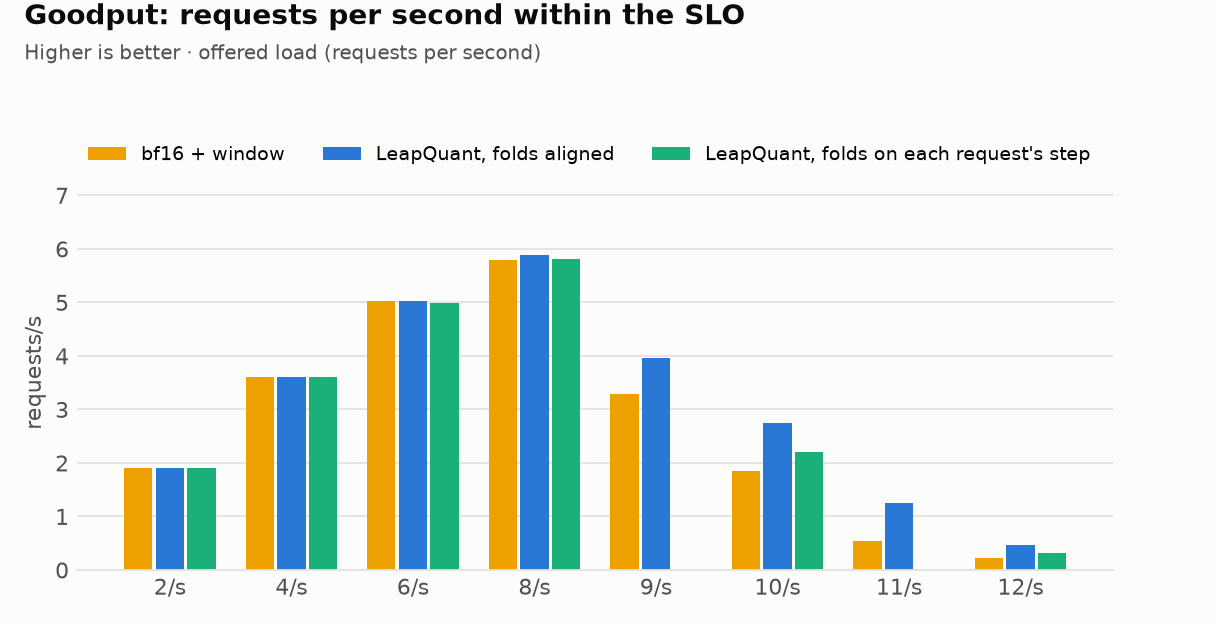 Goodput: requests per second within the SLO
Higher is better · offered load (requests per second)
bf16 + window LeapQuant, folds aligned LeapQuant, folds on each request's step
7
6
5
4
3
2
1
0
requests/s
2/s 4/s 6/s 8/s 9/s 10/s 11/s 12/s